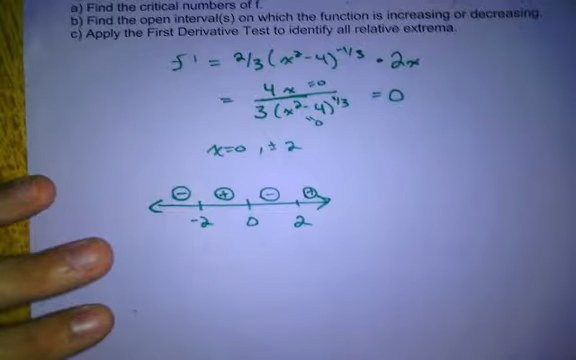 a) Find the critical numbers of f.
b) Find the open interval(s) on which the function is increasing or decreasing.
c) Apply the First Derivative Test to identify all relative extrema.
f' = 2/3 (x²-4)^-1/3 • 2x
= 4x =0 / 3(x²-4)^1/3 =0 = 0
x=0, ±2
⊖ ⊕ ⊖ ⊕
-2 0 2